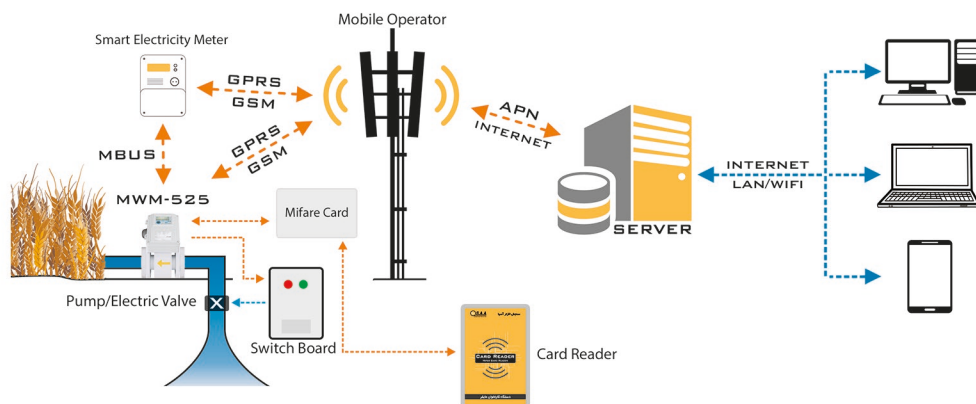 Mobile Operator
Smart Electricity Meter
GPRS
GSM
APN
INTERNET
MBUS
GPRS
GSM
MWM-525
Mifare Card
INTERNET
LAN/WIFI
SERVER
Pump/Electric Valve
Switch Board
CARD READER
Card Reader